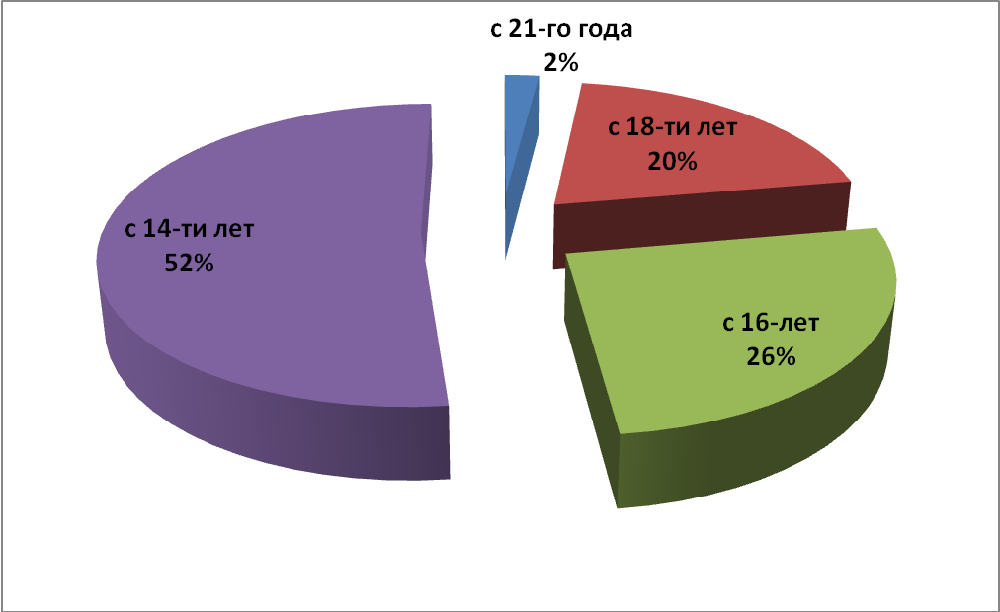 с 21-го года
2%
с 18-ти лет
20%
с 14-ти лет
52%
с 16-лет
26%